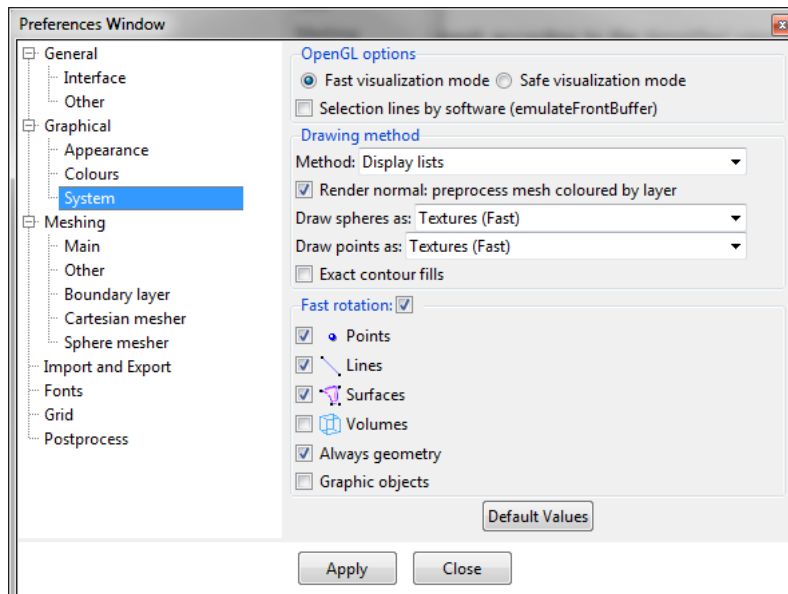 Preferences Window
General
Interface
Other
Graphical
Appearance
Colours
System
Meshing
Main
Other
Boundary layer
Cartesian mesher
Sphere mesher
Import and Export
Fonts
Grid
Postprocess
OpenGL options
Fast visualization mode Safe visualization mode
Selection lines by software (emulateFrontBuffer)
Drawing method
Method: Display lists
Render normal: preprocess mesh coloured by layer
Draw spheres as: Textures (Fast)
Draw points as: Textures (Fast)
Exact contour fills
Fast rotation:
Points
Lines
Surfaces
Volumes
Always geometry
Graphic objects
Default Values
Apply Close